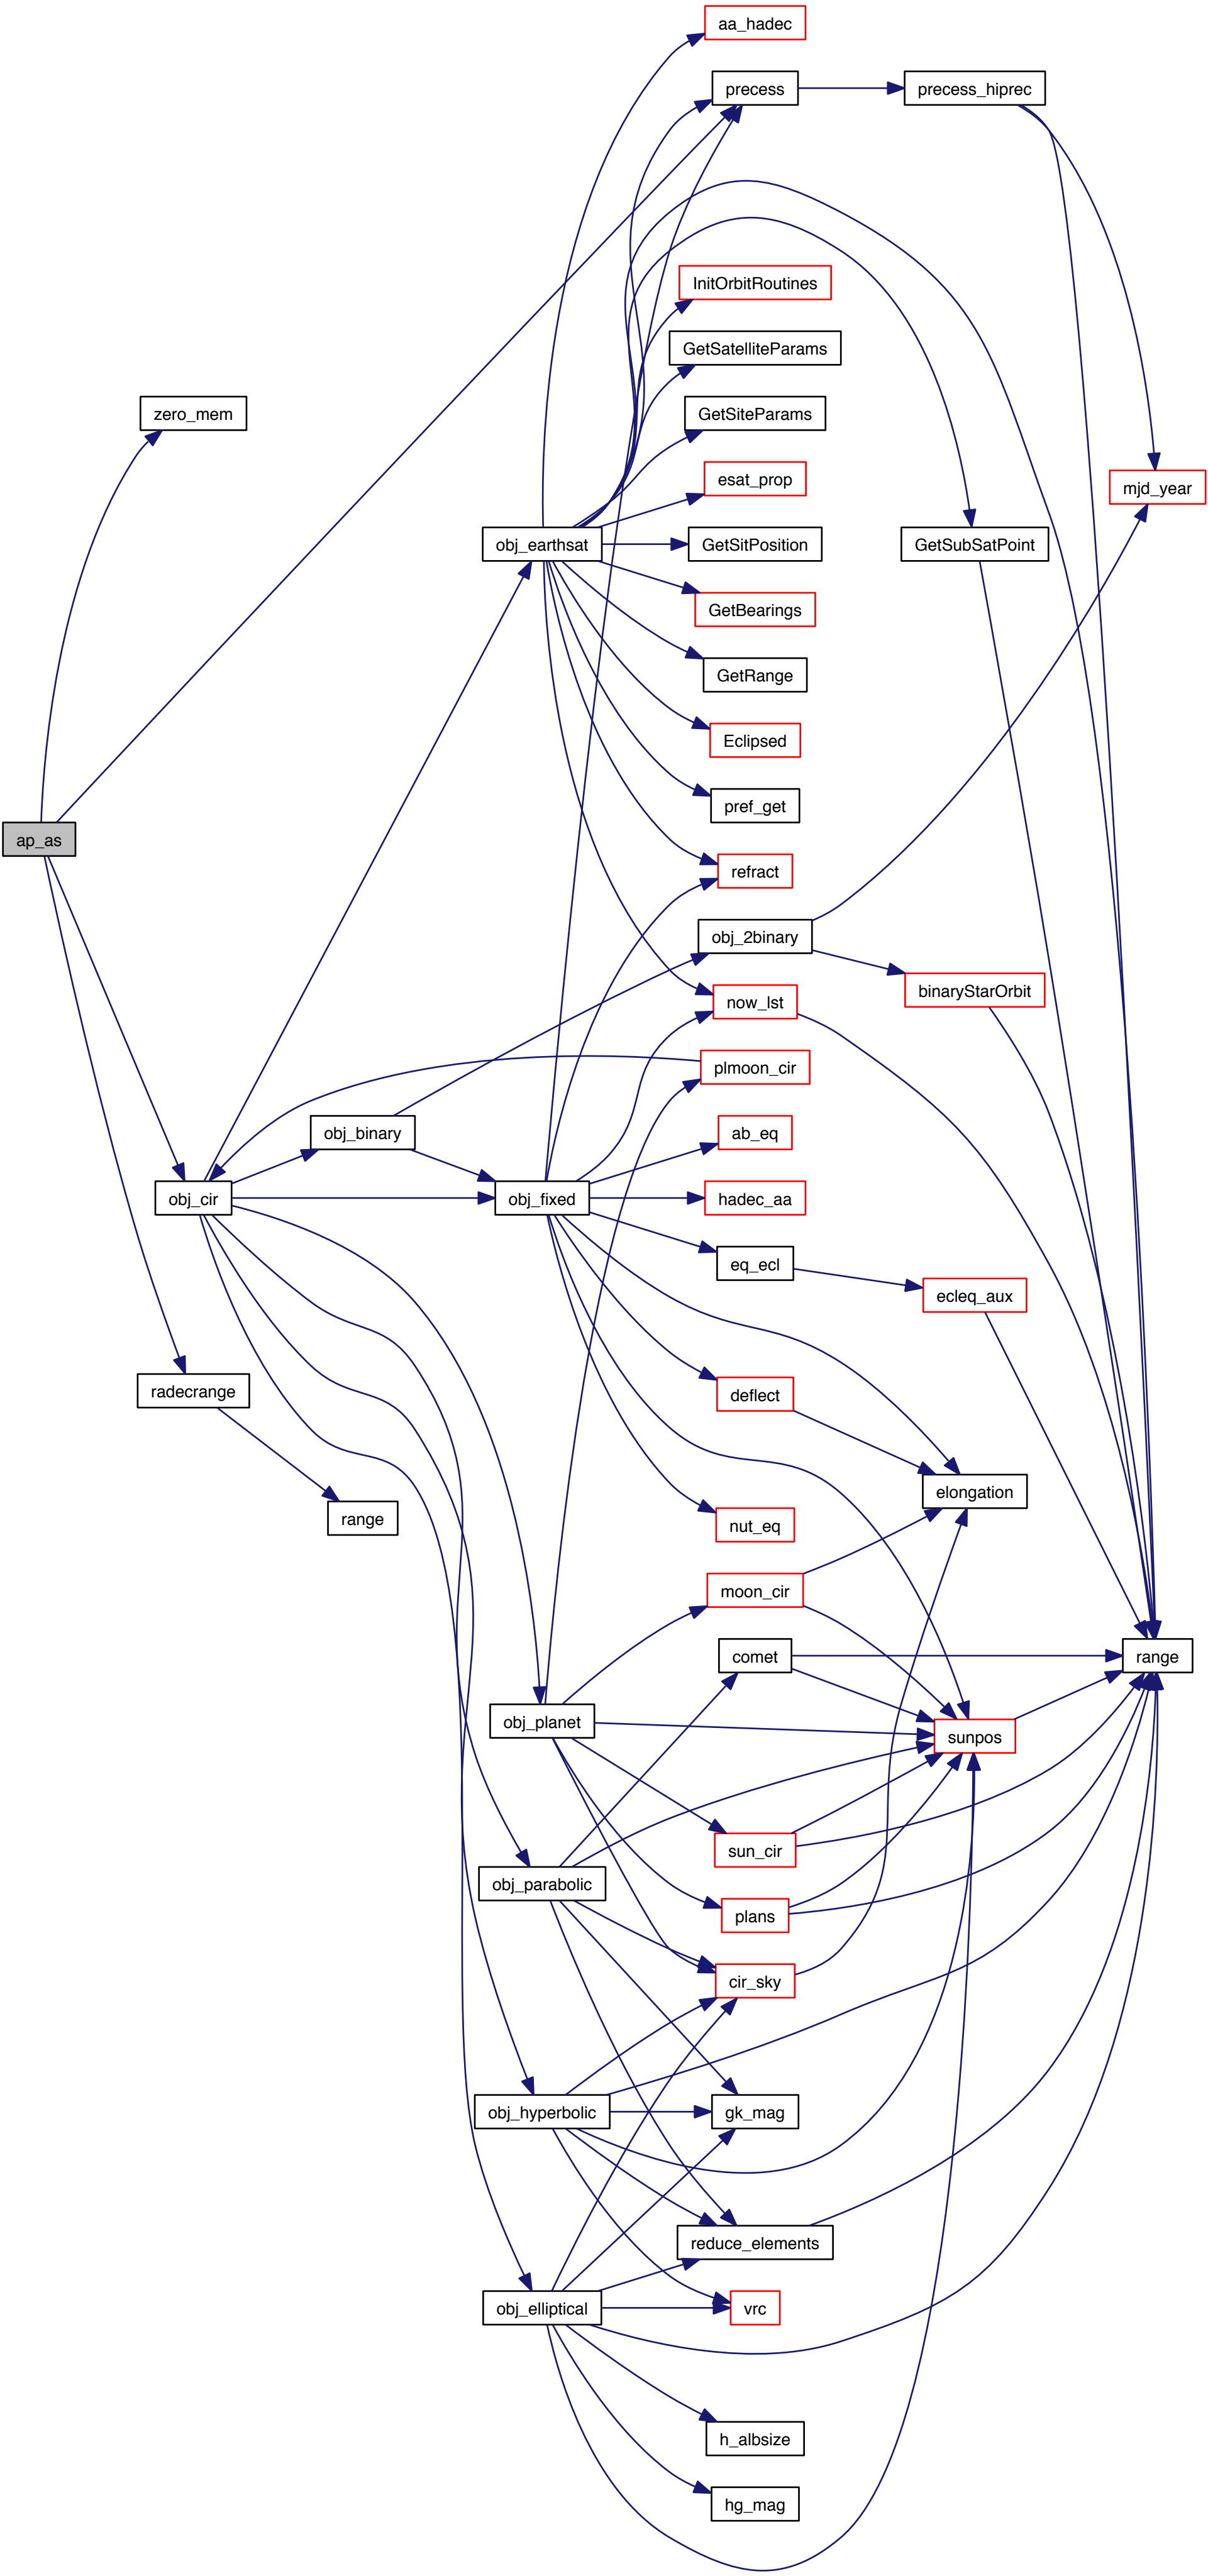 aa_hadec
precess
precess_hiprec
InitOrbitRoutines
GetSatelliteParams
zero_mem
GetSiteParams
esat_prop
mjd_year
obj_earthsat
GetSitPosition
GetSubSatPoint
GetBearings
GetRange
Eclipsed
pref_get
ap_as
refract
obj_2binary
binaryStarOrbit
now_lst
plmoon_cir
obj_binary
ab_eq
obj_cir
obj_fixed
hadec_aa
eq_ecl
ecleq_aux
radecrange
deflect
elongation
range
nut_eq
moon_cir
comet
range
obj_planet
sunpos
sun_cir
obj_parabolic
plans
cir_sky
obj_hyperbolic
gk_mag
reduce_elements
obj_elliptical
vrc
h_albsize
hg_mag